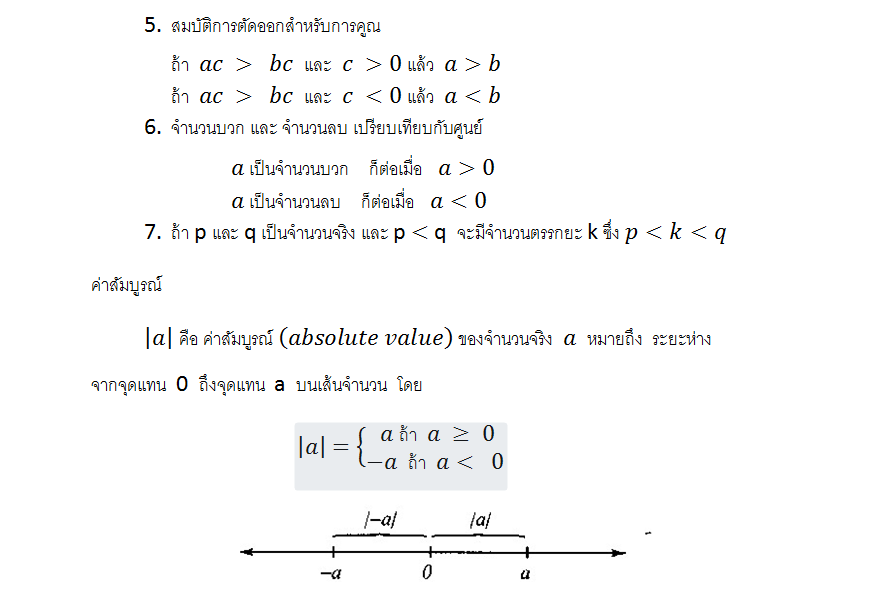 5. สมบัติการตัดออกสำหรับการคูณ
ถ้า ac > bc และ c > 0 แล้ว a > b
ถ้า ac > bc และ c < 0 แล้ว a < b
6. จำนวนบวก และ จำนวนลบ เปรียบเทียบกับศูนย์
a เป็นจำนวนบวก ก็ต่อเมื่อ a > 0
a เป็นจำนวนลบ ก็ต่อเมื่อ a < 0
7. ถ้า p และ q เป็นจำนวนจริง และ p < q จะมีจำนวนตรรกยะ k ซึ่ง p < k < q
ค่าสัมบูรณ์
|a| คือ ค่าสัมบูรณ์ (absolute value) ของจำนวนจริง a หมายถึง ระยะห่าง
จากจุดแทน 0 ถึงจุดแทน a บนเส้นจำนวน โดย
|a| = { a ถ้า a ≥ 0
−a ถ้า a < 0
|−a| |a|
−a 0 a